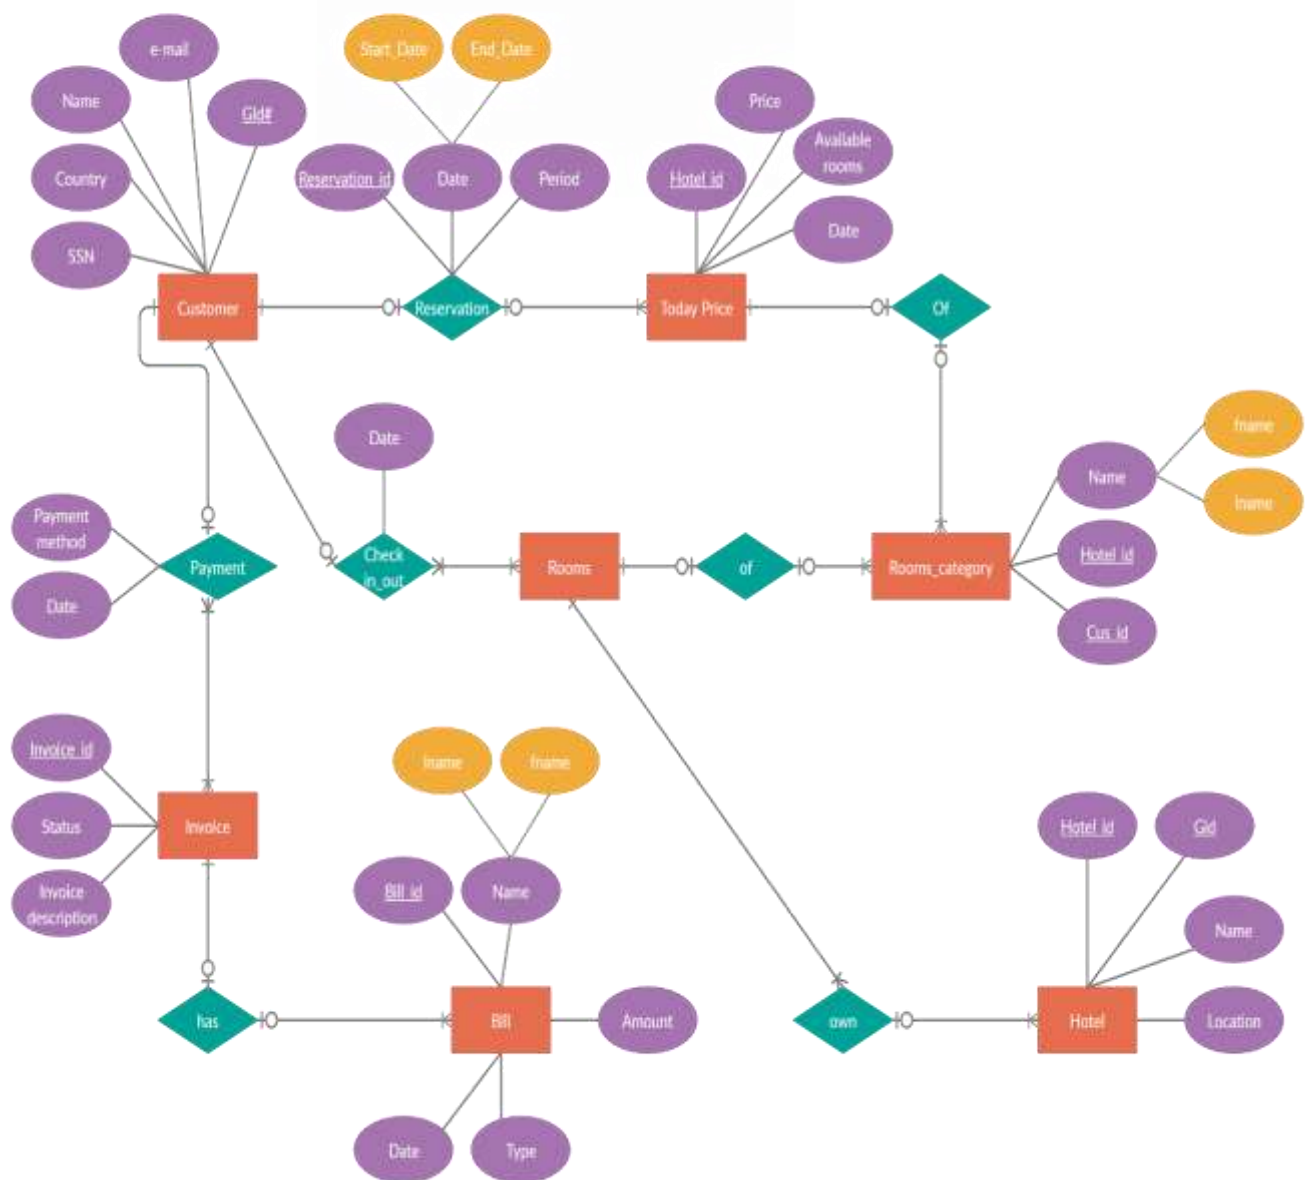 e-mail
Start_Date
End_Date
Name
Gld#
Price
Available
rooms
Country
Reservation_id
Date
Period
Hotel_id
Date
SSN
Customer
Reservation
Today Price
Of
Date
fname
Name
lname
Payment
method
Payment
Check
in_out
Rooms
of
Rooms_category
Hotel_id
Date
Cus_id
Invoice_id
lname
fname
Status
Invoice
Hotel_id
Gld
Invoice
description
Bill_id
Name
Name
has
Bill
Amount
own
Hotel
Location
Date
Type